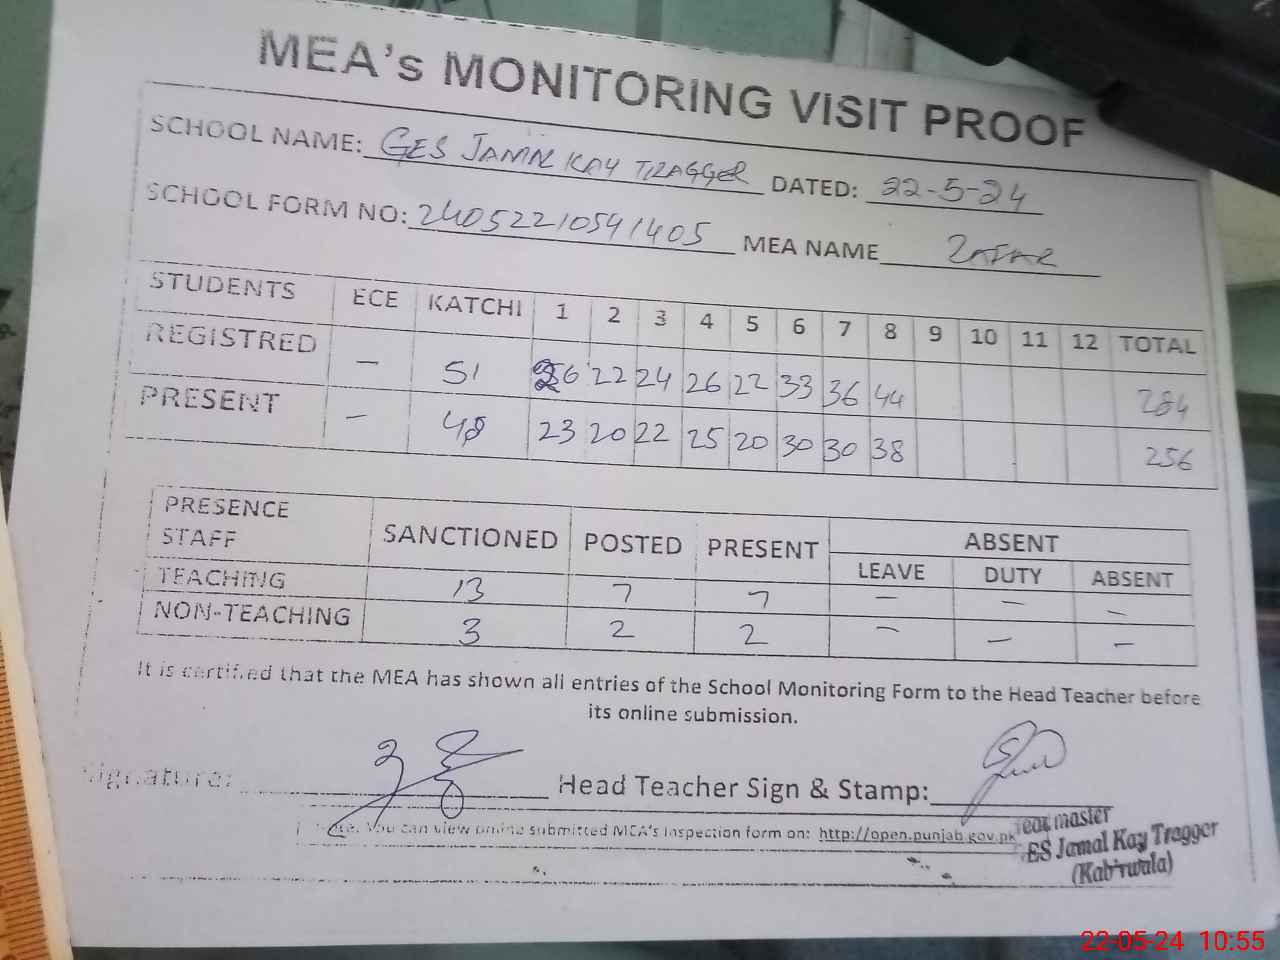 MEA's MONITORING VISIT PROOF
SCHOOL NAME: GES JAMAL KAY TRAGGER DATED: 22-5-24
SCHOOL FORM NO: 24052210541405 MEA NAME ZAFAR
STUDENTS ECE KATCHI 1 2 3 4 5 6 7 8 9 10 11 12 TOTAL
REGISTRED — 51 26 22 24 26 22 33 36 44 284
PRESENT — 48 23 20 22 25 20 30 30 38 256
PRESENCE STAFF SANCTIONED POSTED PRESENT ABSENT
LEAVE DUTY ABSENT
TEACHING 13 7 7 — — —
NON-TEACHING 3 2 2 — — —
It is certified that the MEA has shown all entries of the School Monitoring Form to the Head Teacher before
its online submission.
Signature: Head Teacher Sign & Stamp:
Note. You can view online submitted MEA's Inspection form on: http://open.punjab.gov.pk
master
ES Jamal Kay Tragger
(Kabirwala)
22-05-24 10:55